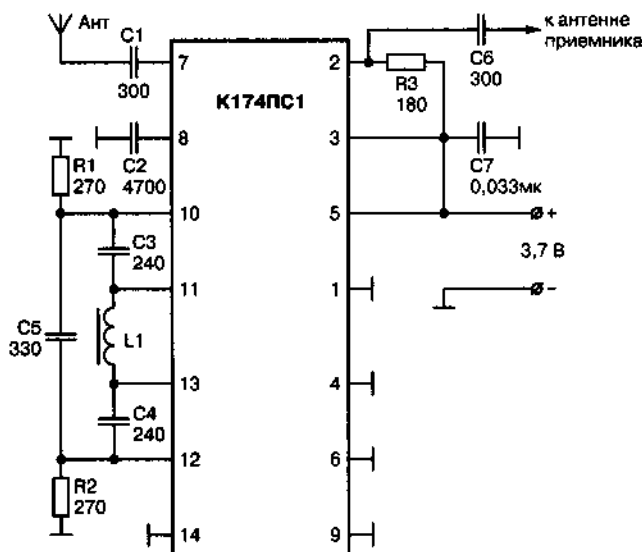 Ант
C1
300
7
К174ПС1
2
R3
180
C6
300
к антенне
приемника
8
C2
4700
3
C7
0,033мк
R1
270
10
5
+
C3
240
3,7 В
11
1
–
C5
330
L1
13
4
C4
240
12
6
R2
270
14
9